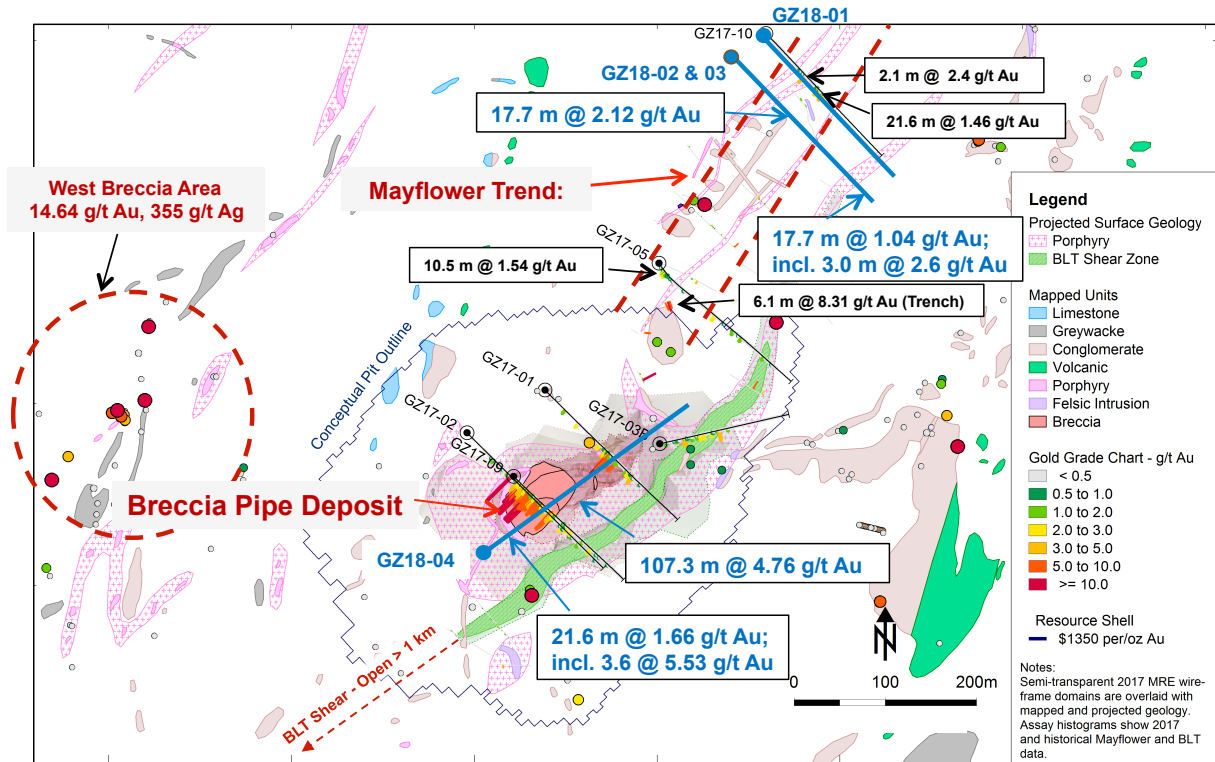 GZ18-01
GZ17-10
GZ18-02 & 03
2.1 m @ 2.4 g/t Au
17.7 m @ 2.12 g/t Au
21.6 m @ 1.46 g/t Au
West Breccia Area
14.64 g/t Au, 355 g/t Ag
Mayflower Trend:
17.7 m @ 1.04 g/t Au;
incl. 3.0 m @ 2.6 g/t Au
GZ17-05
10.5 m @ 1.54 g/t Au
6.1 m @ 8.31 g/t Au (Trench)
Conceptual Pit Outline
GZ17-01
GZ17-02
GZ17-03
GZ17-09
Breccia Pipe Deposit
GZ18-04
107.3 m @ 4.76 g/t Au
21.6 m @ 1.66 g/t Au;
incl. 3.6 @ 5.53 g/t Au
BLT Shear - Open > 1 km
N
0 100 200m
Legend
Projected Surface Geology
Porphyry
BLT Shear Zone
Mapped Units
Limestone
Greywacke
Conglomerate
Volcanic
Porphyry
Felsic Intrusion
Breccia
Gold Grade Chart - g/t Au
< 0.5
0.5 to 1.0
1.0 to 2.0
2.0 to 3.0
3.0 to 5.0
5.0 to 10.0
>= 10.0
Resource Shell
$1350 per/oz Au
Notes:
Semi-transparent 2017 MRE wire-
frame domains are overlaid with
mapped and projected geology.
Assay histograms show 2017
and historical Mayflower and BLT
data.